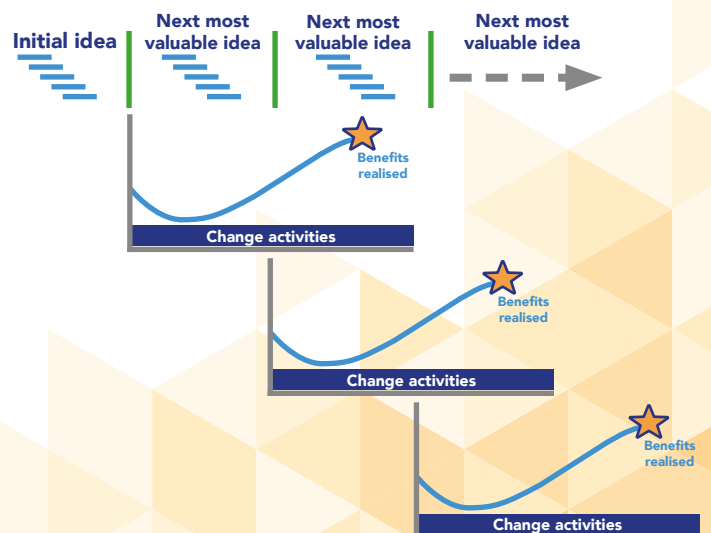 Initial idea
Next most
valuable idea
Next most
valuable idea
Next most
valuable idea
Benefits
realised
Change activities
Benefits
realised
Change activities
Benefits
realised
Change activities